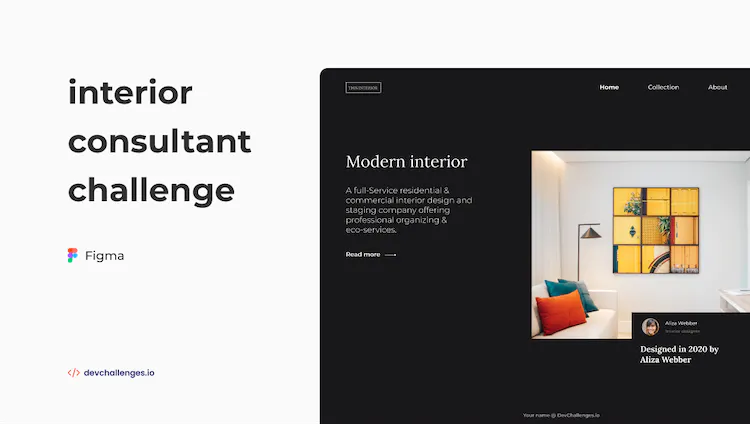 interior
consultant
challenge
Figma
</> devchallenges.io
THIS INTERIOR
Home Collection About
Modern interior
A full-Service residential &
commercial interior design and
staging company offering
professional organizing &
eco-services.
Read more
Aliza Webber
Interior designer
Designed in 2020 by
Aliza Webber
Your name @ DevChallenges.io